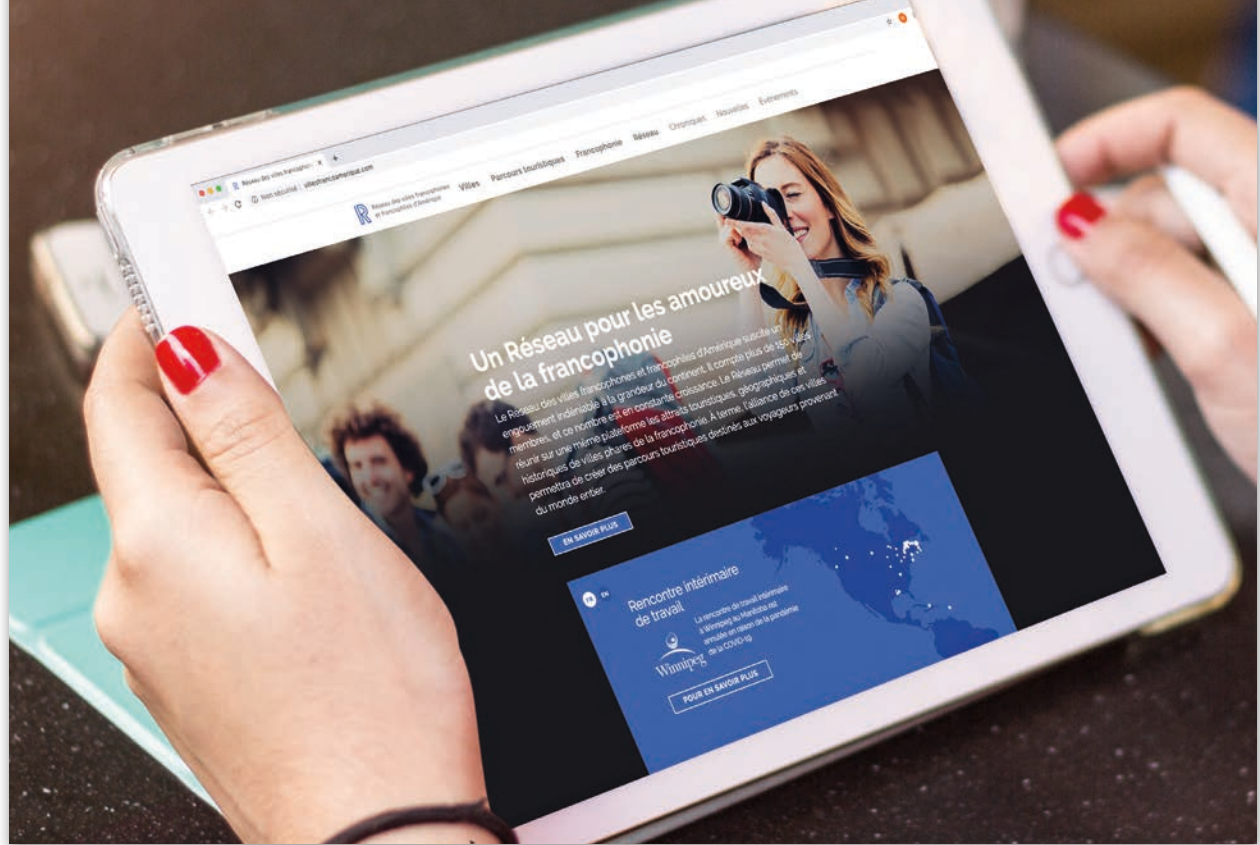 Réseau des villes francophones
Non sécurisé | villesfrancoamerique.com
Réseau des villes francophones
et francophiles d'Amérique
Villes
Parcours touristiques
Francophonie
Réseau
Chroniques
Nouvelles
Événements
Un Réseau pour les amoureux
de la francophonie
Le Réseau des villes francophones et francophiles d'Amérique suscite un
engouement indéniable à la grandeur du continent. Il compte plus de 150 villes
membres, et ce nombre est en constante croissance. Le Réseau permet de
réunir sur une même plateforme les attraits touristiques, géographiques et
historiques de villes phares de la francophonie. À terme, l'alliance de ces villes
permettra de créer des parcours touristiques destinés aux voyageurs provenant
du monde entier.
EN SAVOIR PLUS
FR EN
Rencontre intérimaire
de travail
Winnipeg
La rencontre de travail intérimaire
à Winnipeg au Manitoba est
annulée en raison de la pandémie
de la COVID-19
POUR EN SAVOIR PLUS